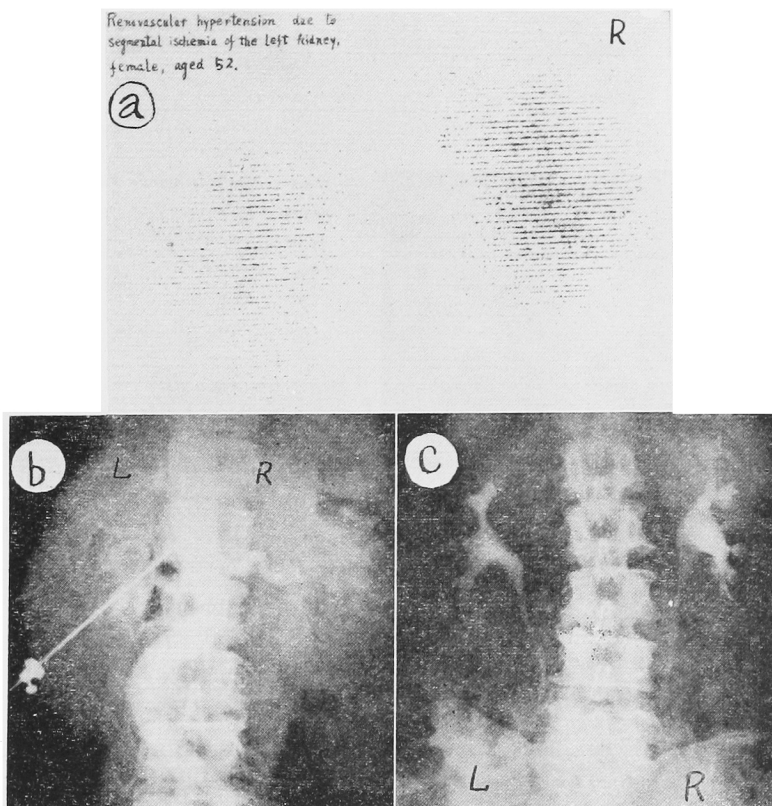 Renovascular hypertension due to
segmental ischemia of the left kidney,
female, aged 52.
R
a
b
L
R
c
L
R